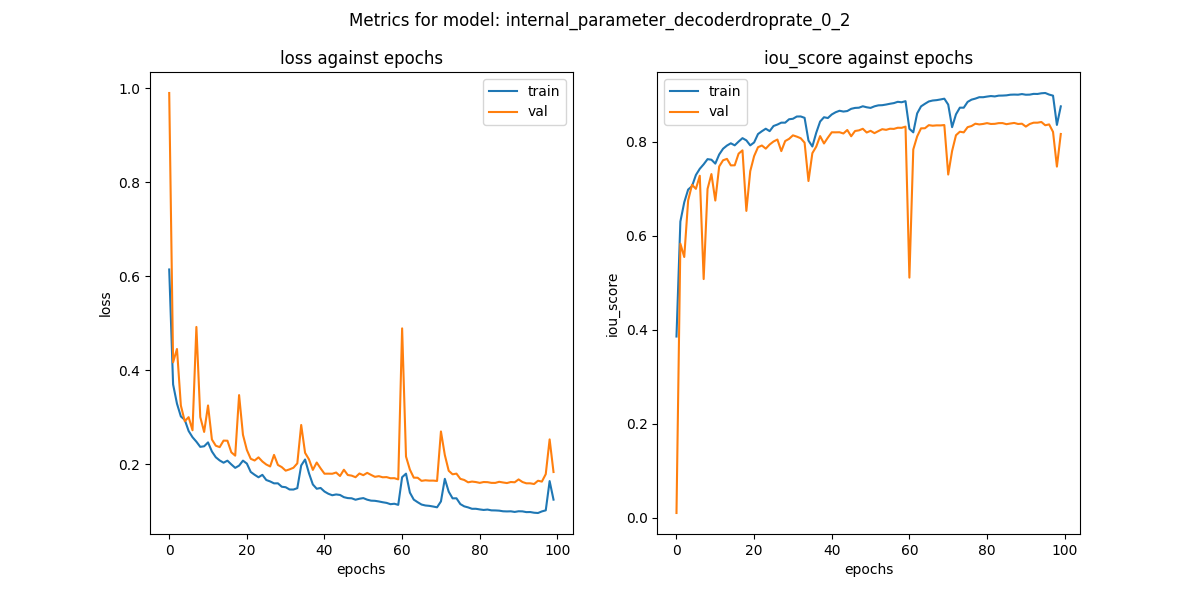 Metrics for model: internal_parameter_decoderdroprate_0_2
loss against epochs
iou_score against epochs
train
val
train
val
loss
1.0
0.8
0.6
0.4
0.2
0 20 40 60 80 100
epochs
iou_score
0.8
0.6
0.4
0.2
0.0
0 20 40 60 80 100
epochs